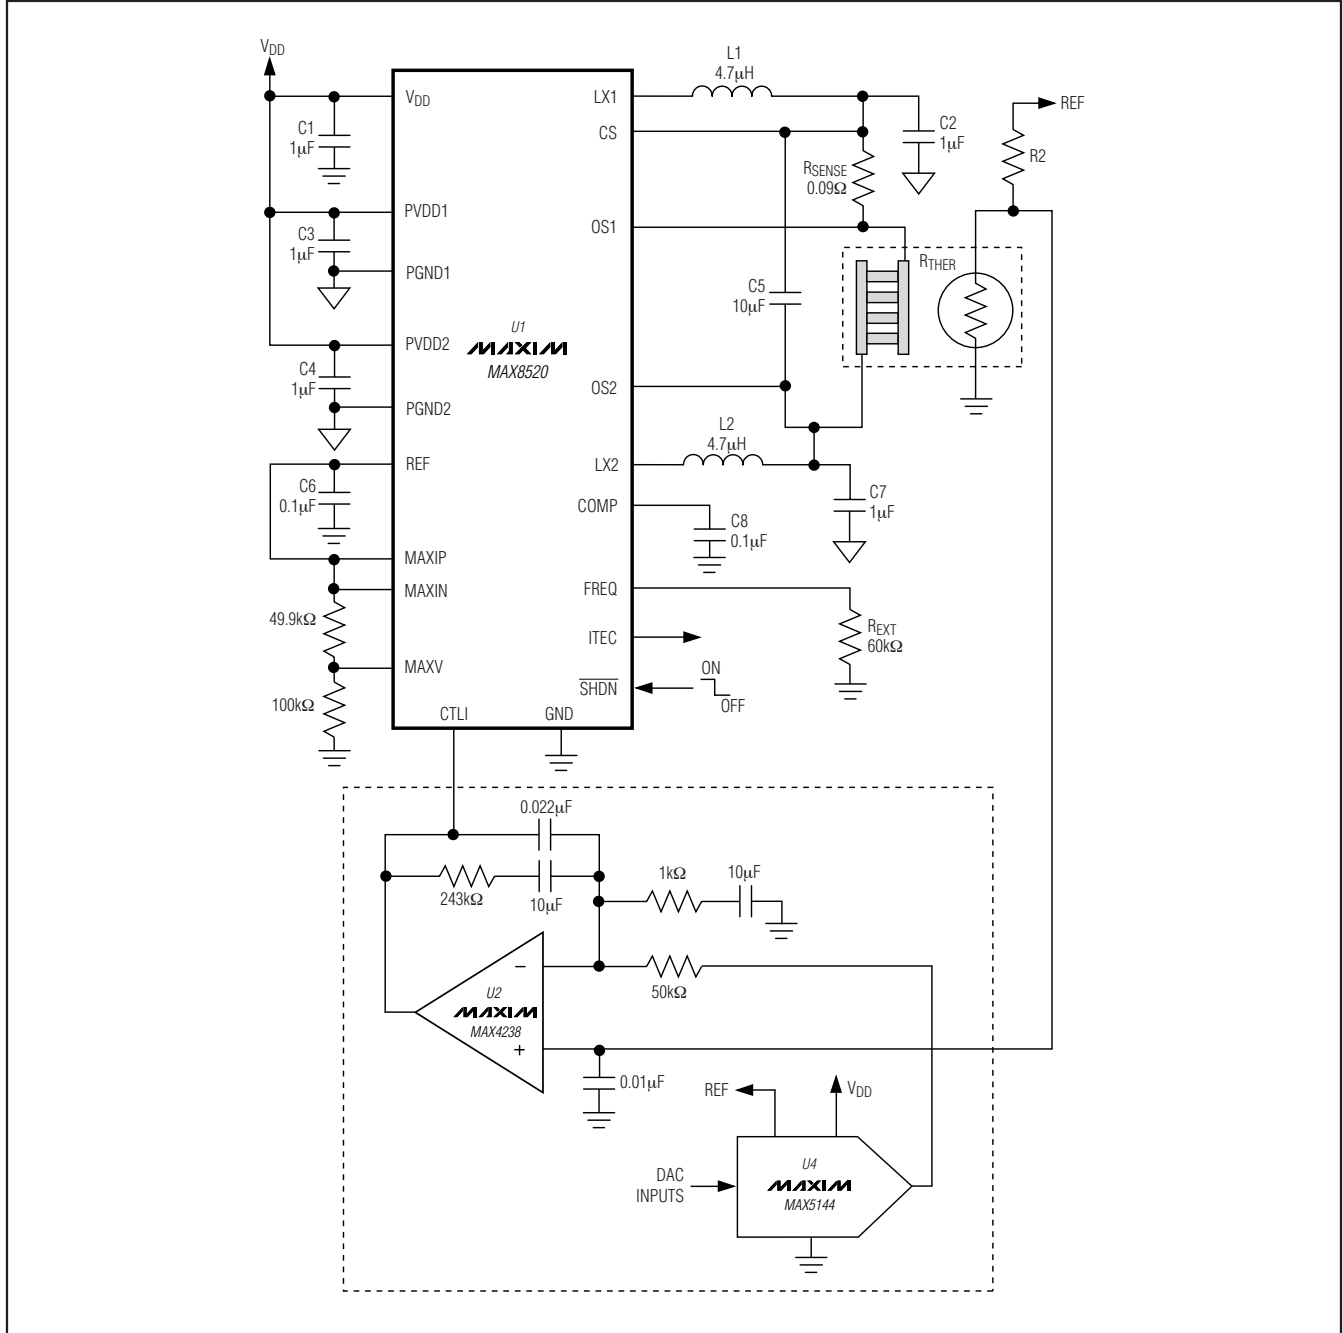 VDD
L1
4.7µH
VDD
LX1
REF
C1
1µF
CS
C2
1µF
R2
RSENSE
0.09Ω
PVDD1
OS1
C3
1µF
PGND1
RTHER
C5
10µF
U1
MAXIM
MAX8520
PVDD2
C4
1µF
OS2
PGND2
L2
4.7µH
REF
LX2
C6
0.1µF
C7
1µF
COMP
C8
0.1µF
MAXIP
MAXIN
FREQ
49.9kΩ
REXT
60kΩ
ITEC
MAXV
ON
SHDN
OFF
100kΩ
CTLI
GND
0.022µF
1kΩ
10µF
243kΩ
10µF
−
50kΩ
U2
MAXIM
MAX4238
+
0.01µF
REF
VDD
U4
MAXIM
MAX5144
DAC
INPUTS